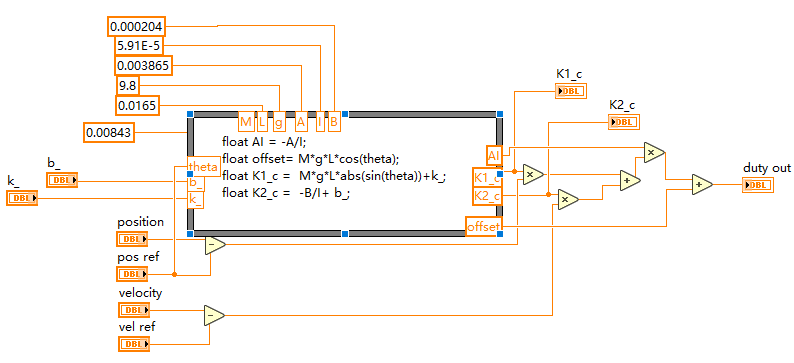 0.000204
5.91E-5
0.003865
9.8
0.0165
0.00843
M L g A I B
float AI = -A/I;
float offset= M*g*L*cos(theta);
float K1_c = M*g*L*abs(sin(theta))+k_;
float K2_c = -B/I+ b_;
theta
b_
k_
AI
K1_c
K2_c
offset
b_
DBL
k_
DBL
position
DBL
pos ref
DBL
velocity
DBL
vel ref
DBL
K1_c
DBL
K2_c
DBL
duty out
DBL
-
-
×
×
+
×
+